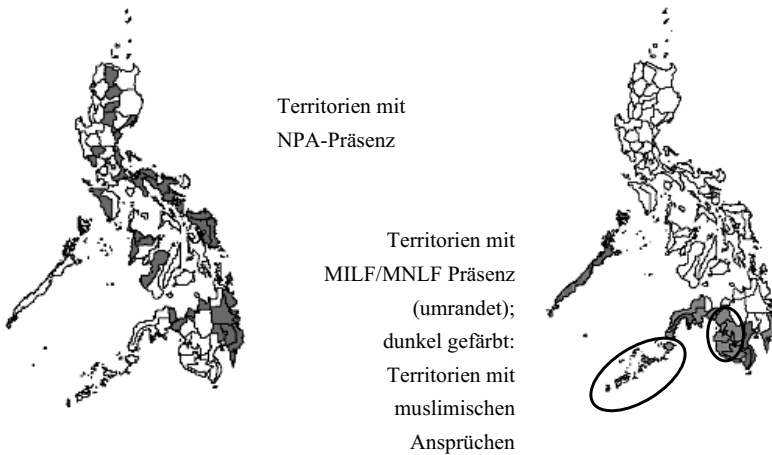 Territorien mit
NPA-Präsenz
Territorien mit
MILF/MNLF Präsenz
(umrandet);
dunkel gefärbt:
Territorien mit
muslimischen
Ansprüchen